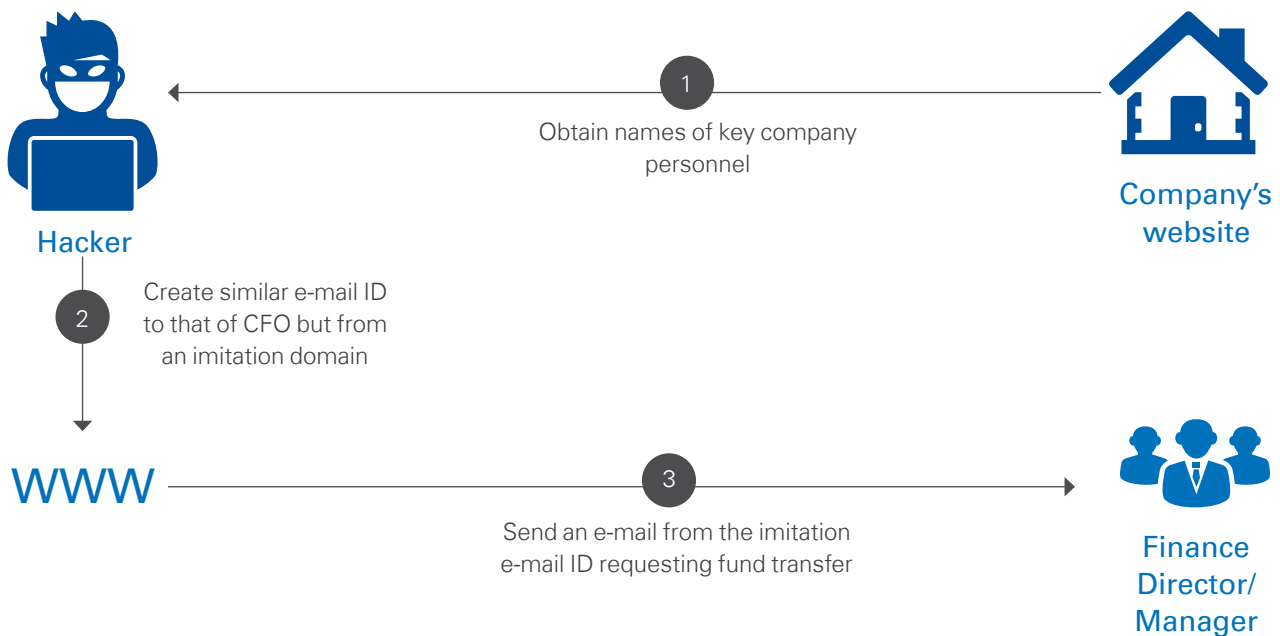 1
Obtain names of key company
personnel
Company's
website
Hacker
2
Create similar e-mail ID
to that of CFO but from
an imitation domain
WWW
3
Send an e-mail from the imitation
e-mail ID requesting fund transfer
Finance
Director/
Manager